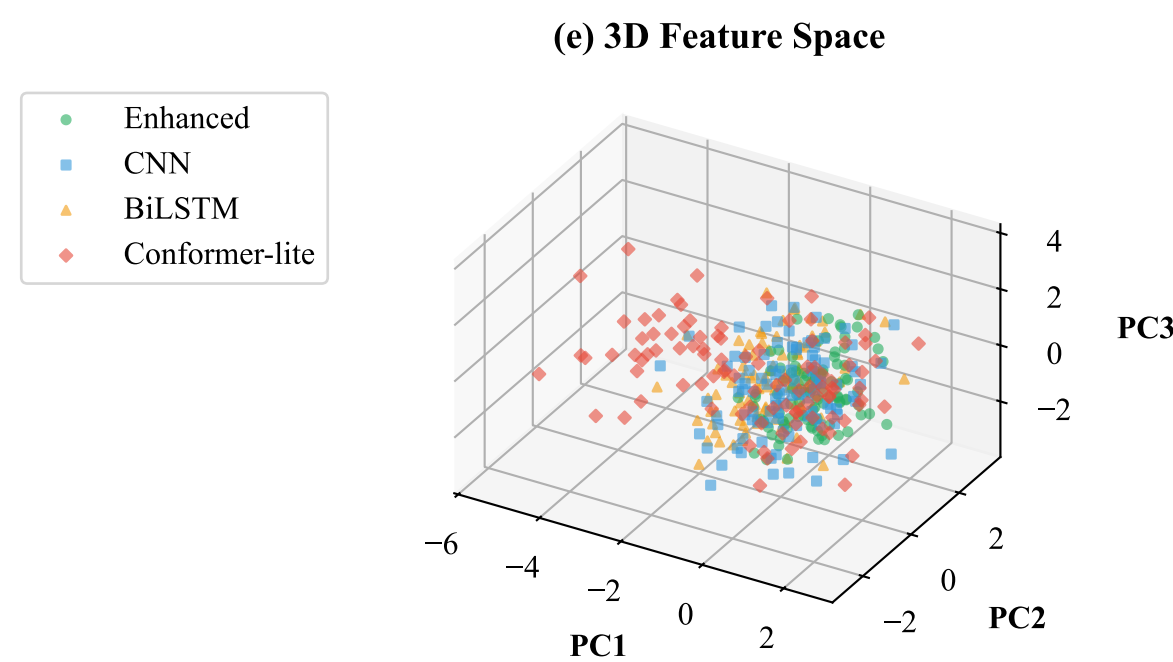 (e) 3D Feature Space
Enhanced
CNN
BiLSTM
Conformer-lite
4
2
0
−2
PC3
−6
−4
−2
0
2
PC1
−2
0
2
PC2